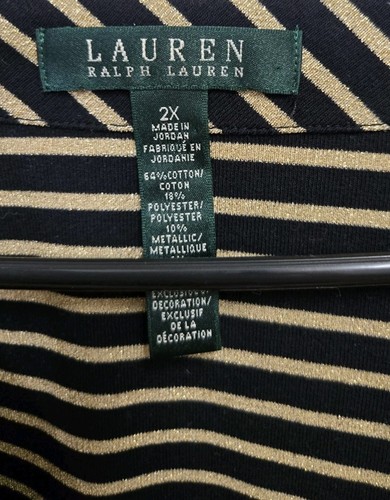 LAUREN
RALPH LAUREN
2X
MADE IN
JORDAN
FABRIQUÉ EN
JORDANIE
64% COTTON/
COTON
18%
POLYESTER/
POLYESTER
10%
METALLIC/
METALLIQUE
EXCLUSIVE OF
DECORATION/
EXCLUSIF
DE LA
DÉCORATION